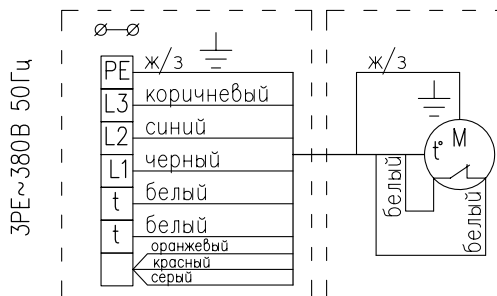 3PE~380В 50Гц
PE ж/з
L3 коричневый
L2 синий
L1 черный
t белый
t белый
оранжевый
красный
серый
ж/з
t° M
белый
белый